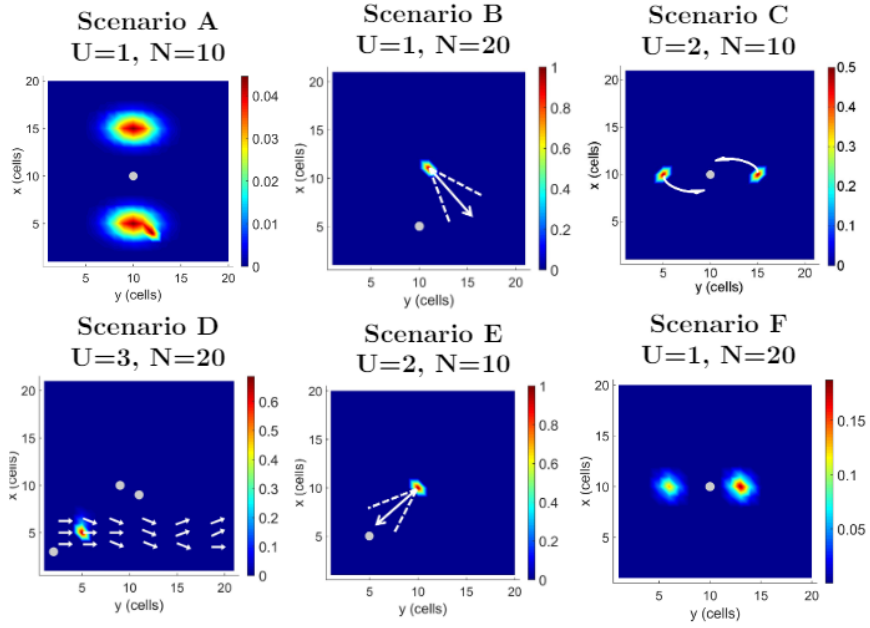 Scenario A
U=1, N=10
x (cells)
20
15
10
5
5 10 15 20
y (cells)
0.04
0.03
0.02
0.01
0
Scenario B
U=1, N=20
x (cells)
20
15
10
5
5 10 15 20
y (cells)
1
0.8
0.6
0.4
0.2
0
Scenario C
U=2, N=10
x (cells)
20
15
10
5
5 10 15 20
y (cells)
0.5
0.4
0.3
0.2
0.1
0
Scenario D
U=3, N=20
x (cells)
20
15
10
5
5 10 15 20
y (cells)
0.6
0.5
0.4
0.3
0.2
0.1
0
Scenario E
U=2, N=10
x (cells)
20
15
10
5
5 10 15 20
y (cells)
1
0.8
0.6
0.4
0.2
0
Scenario F
U=1, N=20
x (cells)
20
15
10
5
5 10 15 20
y (cells)
0.15
0.1
0.05